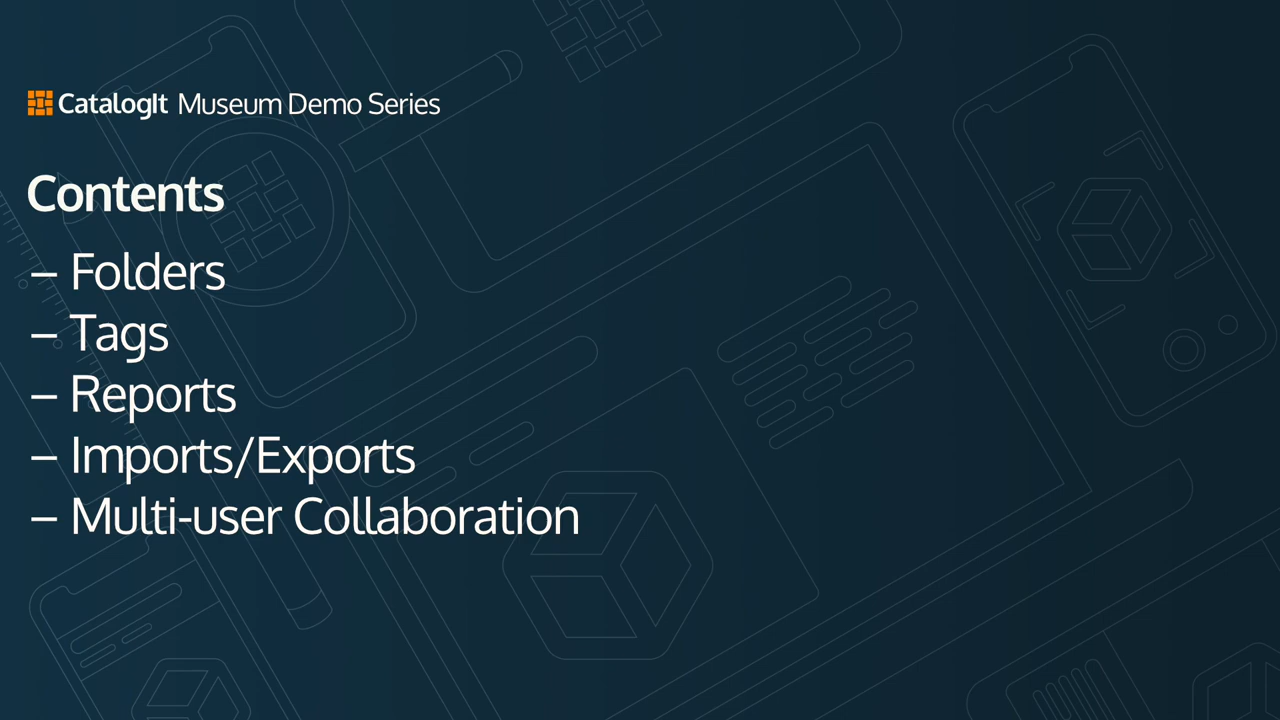 CatalogIt Museum Demo Series
Contents
– Folders
– Tags
– Reports
– Imports/Exports
– Multi-user Collaboration